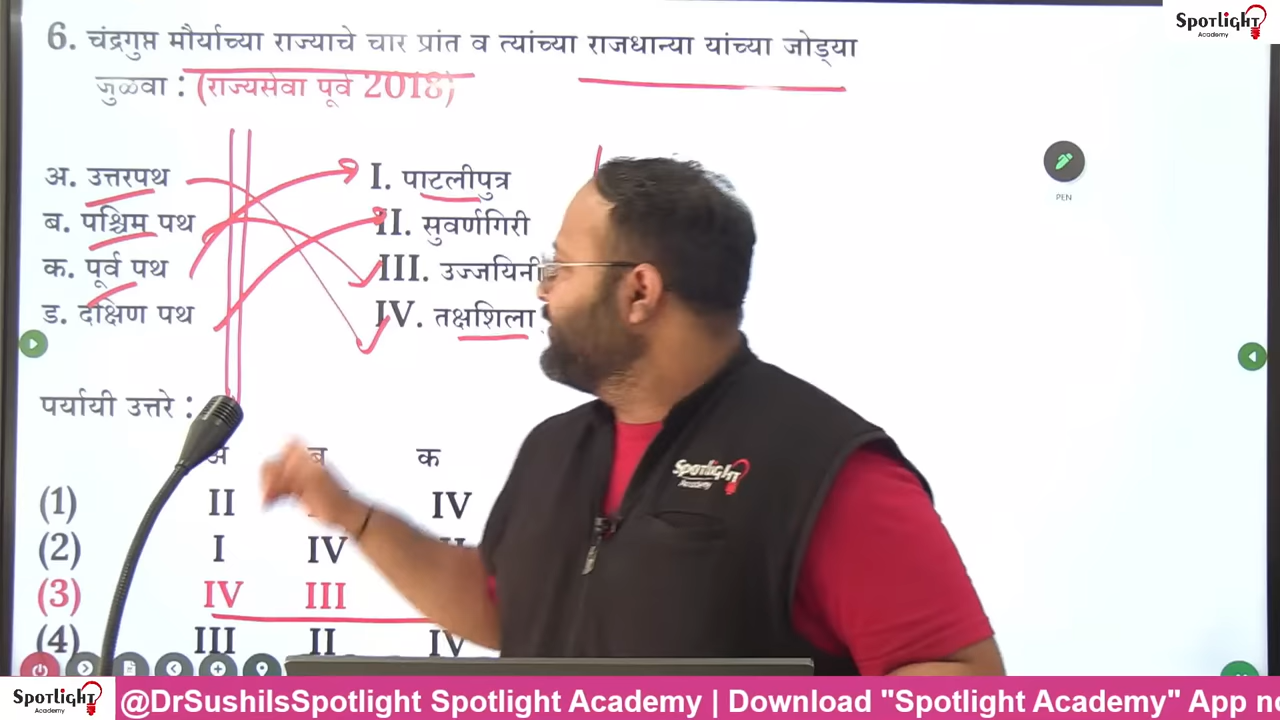 SPOTLIGHT
Academy
6. चंद्रगुप्त मौर्याच्या राज्याचे चार प्रांत व त्यांच्या राजधान्या यांच्या जोड्या
जुळवा : (राज्यसेवा पूर्व 2018)
अ. उत्तरपथ I. पाटलीपुत्र
ब. पश्चिम पथ II. सुवर्णगिरी
क. पूर्व पथ III. उज्जयिनी
ड. दक्षिण पथ IV. तक्षशिला
PEN
पर्यायी उत्तरे :
अ ब क
(1) II IV
(2) I IV
(3) IV III
(4) III II IV
SPOTLIGHT
Academy
SPOTLIGHT
Academy
@DrSushilsSpotlight Spotlight Academy | Download "Spotlight Academy" App